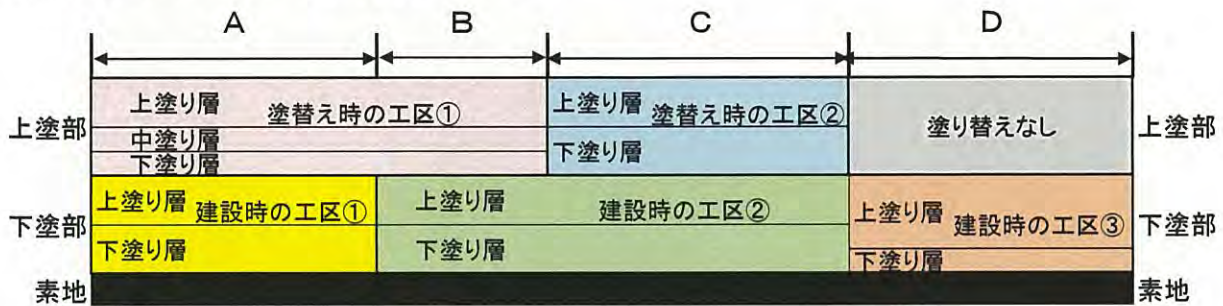 A B C D
上塗部 上塗り層 塗替え時の工区① 上塗り層 塗替え時の工区② 塗り替えなし 上塗部
中塗り層
下塗り層 下塗り層
下塗部 上塗り層 建設時の工区① 上塗り層 建設時の工区② 上塗り層 建設時の工区③ 下塗部
下塗り層 下塗り層 下塗り層
素地 素地